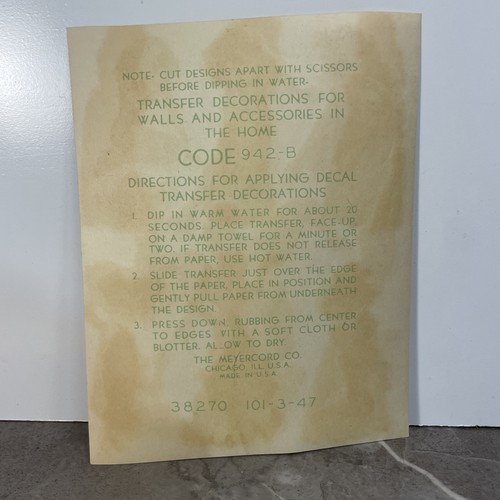 NOTE- CUT DESIGNS APART WITH SCISSORS
BEFORE DIPPING IN WATER-
TRANSFER DECORATIONS FOR
WALLS AND ACCESSORIES IN
THE HOME
CODE 942-B
DIRECTIONS FOR APPLYING DECAL
TRANSFER DECORATIONS
1. DIP IN WARM WATER FOR ABOUT 20
SECONDS. PLACE TRANSFER, FACE-UP,
ON A DAMP TOWEL FOR A MINUTE OR
TWO. IF TRANSFER DOES NOT RELEASE
FROM PAPER, USE HOT WATER.
2. SLIDE TRANSFER JUST OVER THE EDGE
OF THE PAPER, PLACE IN POSITION AND
GENTLY PULL PAPER FROM UNDERNEATH
THE DESIGN.
3. PRESS DOWN, RUBBING FROM CENTER
TO EDGES WITH A SOFT CLOTH OR
BLOTTER. ALLOW TO DRY.
THE MEYERCORD CO.
CHICAGO, ILL. U.S.A.
MADE IN U.S.A.
38270 101-3-47